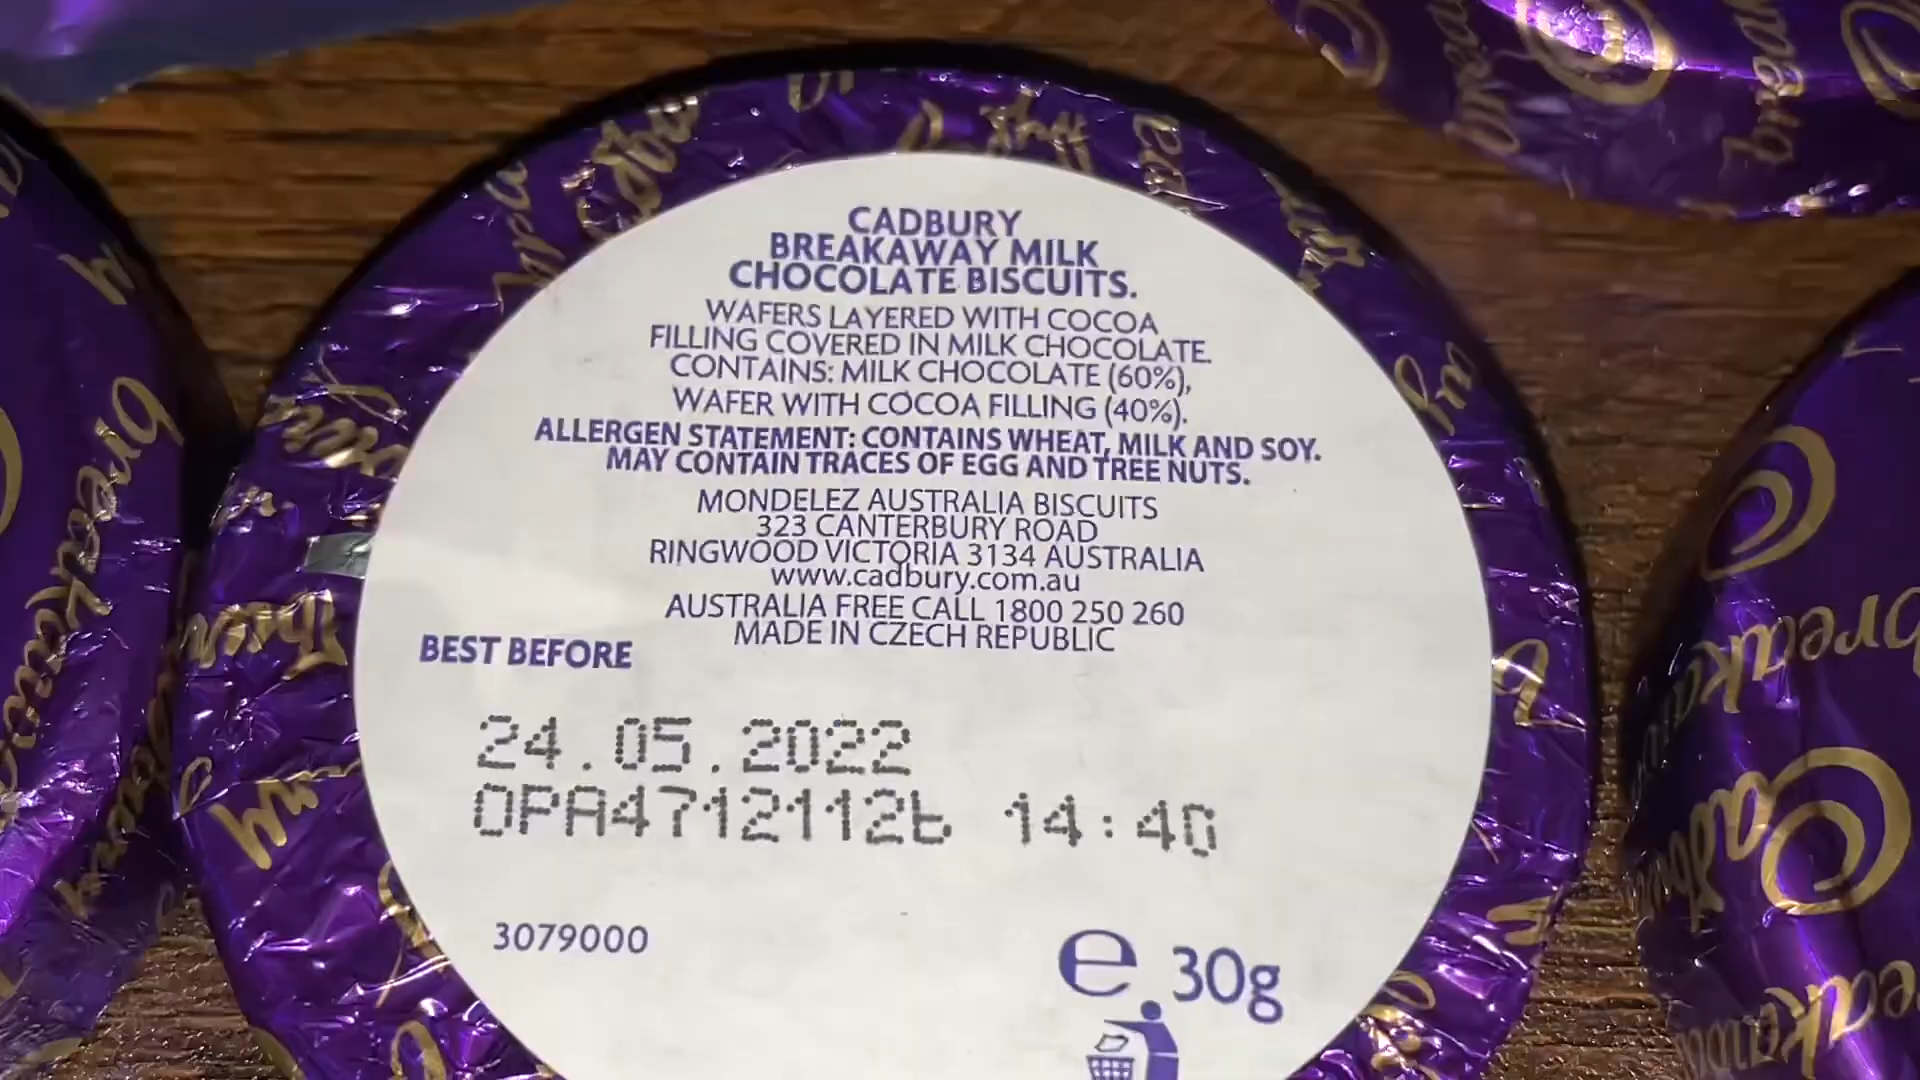 CADBURY
BREAKAWAY MILK
CHOCOLATE BISCUITS.
WAFERS LAYERED WITH COCOA
FILLING COVERED IN MILK CHOCOLATE.
CONTAINS: MILK CHOCOLATE (60%),
WAFER WITH COCOA FILLING (40%).
ALLERGEN STATEMENT: CONTAINS WHEAT, MILK AND SOY.
MAY CONTAIN TRACES OF EGG AND TREE NUTS.
MONDELEZ AUSTRALIA BISCUITS
323 CANTERBURY ROAD
RINGWOOD VICTORIA 3134 AUSTRALIA
www.cadbury.com.au
AUSTRALIA FREE CALL 1800 250 260
MADE IN CZECH REPUBLIC
BEST BEFORE
24.05.2022
OPA4712112b 14:40
3079000
e 30g